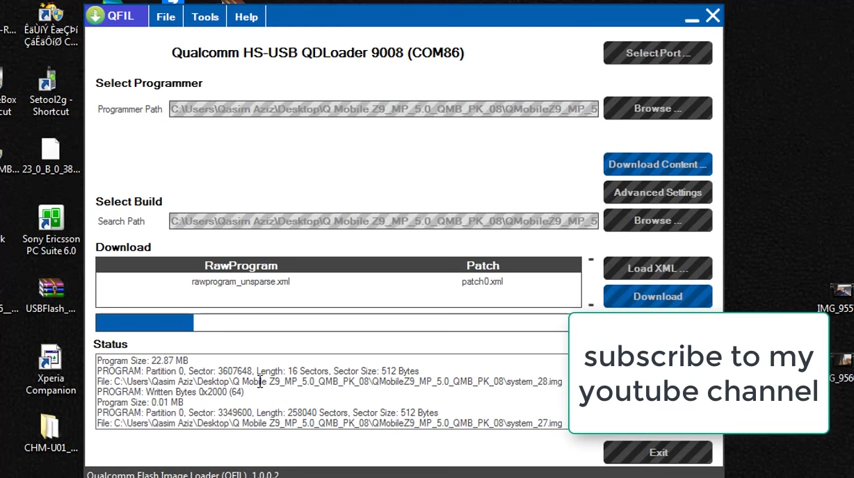 QFIL File Tools Help
Qualcomm HS-USB QDLoader 9008 (COM86)
Select Port ...
Select Programmer
Programmer Path C:\Users\Qasim Aziz\Desktop\Q Mobile Z9_MP_5.0_QMB_PK_08\QMobileZ9_MP_5 Browse ...
Download Content ...
Select Build
Advanced Settings
Search Path C:\Users\Qasim Aziz\Desktop\Q Mobile Z9_MP_5.0_QMB_PK_08\QMobileZ9_MP_5 Browse ...
Download
RawProgram Patch
Load XML ...
rawprogram_unsparse.xml patch0.xml
Download
Status
Program Size: 22.87 MB
PROGRAM: Partition 0, Sector: 3607648, Length: 16 Sectors, Sector Size: 512 Bytes
File: C:\Users\Qasim Aziz\Desktop\Q Mobile Z9_MP_5.0_QMB_PK_08\QMobileZ9_MP_5.0_QMB_PK_08\system_28.img
PROGRAM: Written Bytes 0x2000 (64)
Program Size: 0.01 MB
PROGRAM: Partition 0, Sector: 3349600, Length: 258040 Sectors, Sector Size: 512 Bytes
File: C:\Users\Qasim Aziz\Desktop\Q Mobile Z9_MP_5.0_QMB_PK_08\QMobileZ9_MP_5.0_QMB_PK_08\system_27.img
Exit
Qualcomm Flash Image Loader (QFIL) 1.0.0.2
subscribe to my
youtube channel
Setool2g -
Shortcut
23_0_B_0_38...
Sony Ericsson
PC Suite 6.0
USBFlash_...
Xperia
Companion
CHM-U01_...
IMG_955